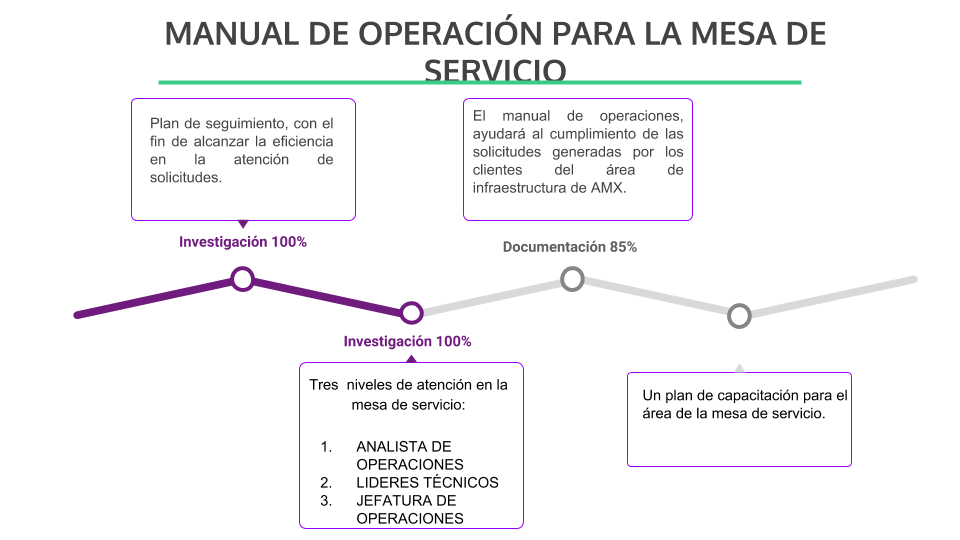 MANUAL DE OPERACIÓN PARA LA MESA DE
SERVICIO
Plan de seguimiento, con el
fin de alcanzar la eficiencia
en la atención de
solicitudes.
El manual de operaciones,
ayudará al cumplimiento de las
solicitudes generadas por los
clientes del área de
infraestructura de AMX.
Investigación 100%
Documentación 85%
Investigación 100%
Tres niveles de atención en la
mesa de servicio:
1. ANALISTA DE
OPERACIONES
2. LIDERES TÉCNICOS
3. JEFATURA DE
OPERACIONES
Un plan de capacitación para el
área de la mesa de servicio.